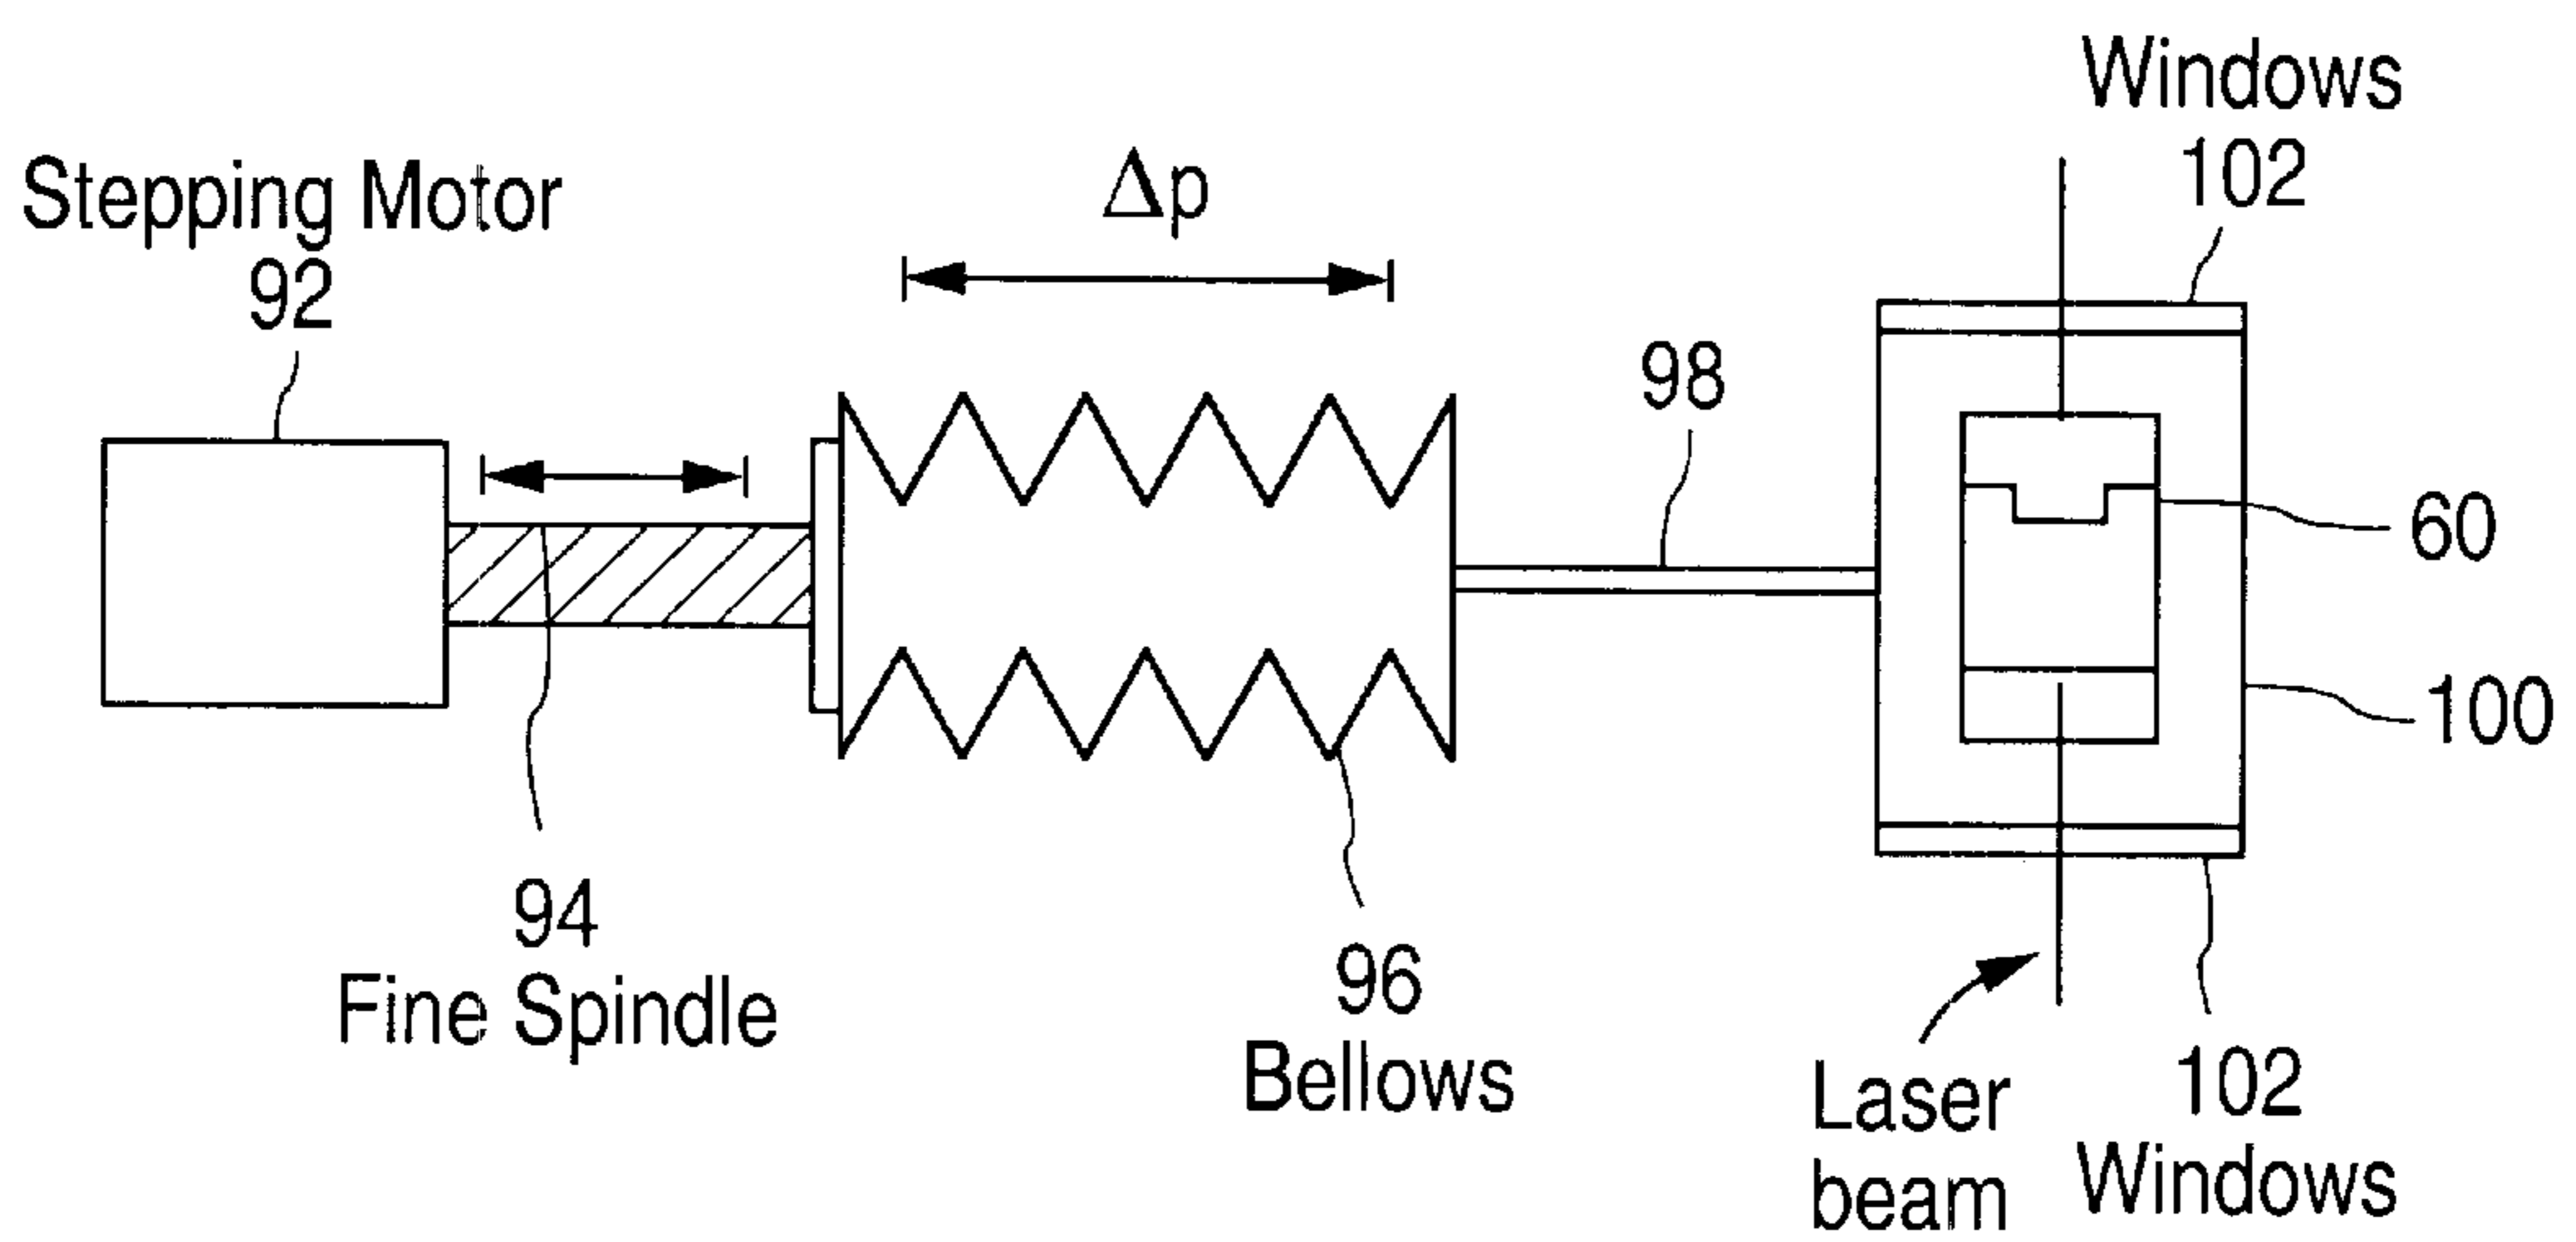 Windows
102
Stepping Motor
92
Δp
98
60
100
94
Fine Spindle
96
Bellows
Laser
beam
102
Windows